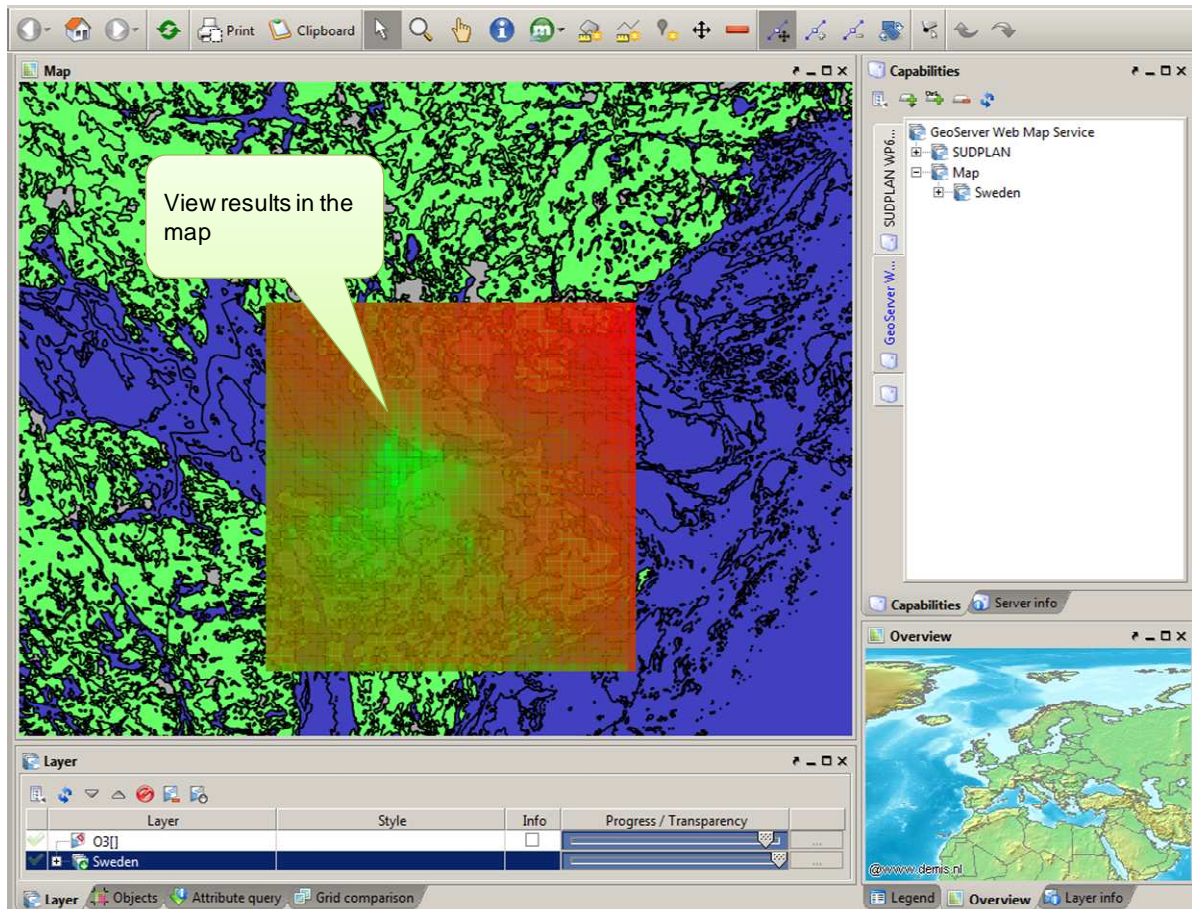 Print
Clipboard
Map
View results in the
map
Capabilities
SUDPLAN WP6...
GeoServer W...
GeoServer Web Map Service
SUDPLAN
Map
Sweden
Capabilities
Server info
Overview
@www.demis.nl
Legend
Overview
Layer info
Layer
Layer
Style
Info
Progress / Transparency
O3[]
...
Sweden
...
Layer
Objects
Attribute query
Grid comparison